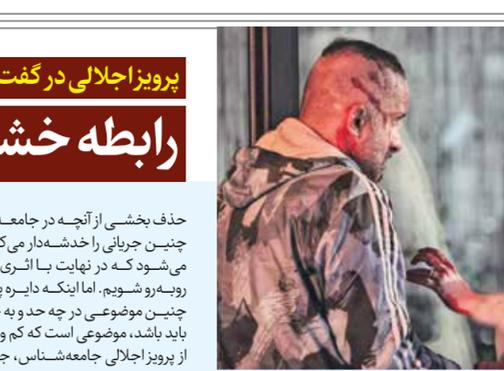 پرویز اجلالی در گفت
رابطه خش
حذف بخشی از آنچه در جامعه
چنین جریانی را خدشه‌دار می‌ک
می‌شود که در نهایت با اثری
روبه‌رو شویم. اما اینکه دایره پ
چنین موضوعی در چه حد و به
باید باشد، موضوعی است که کم و
از پرویز اجلالی جامعه‌شناس، ج